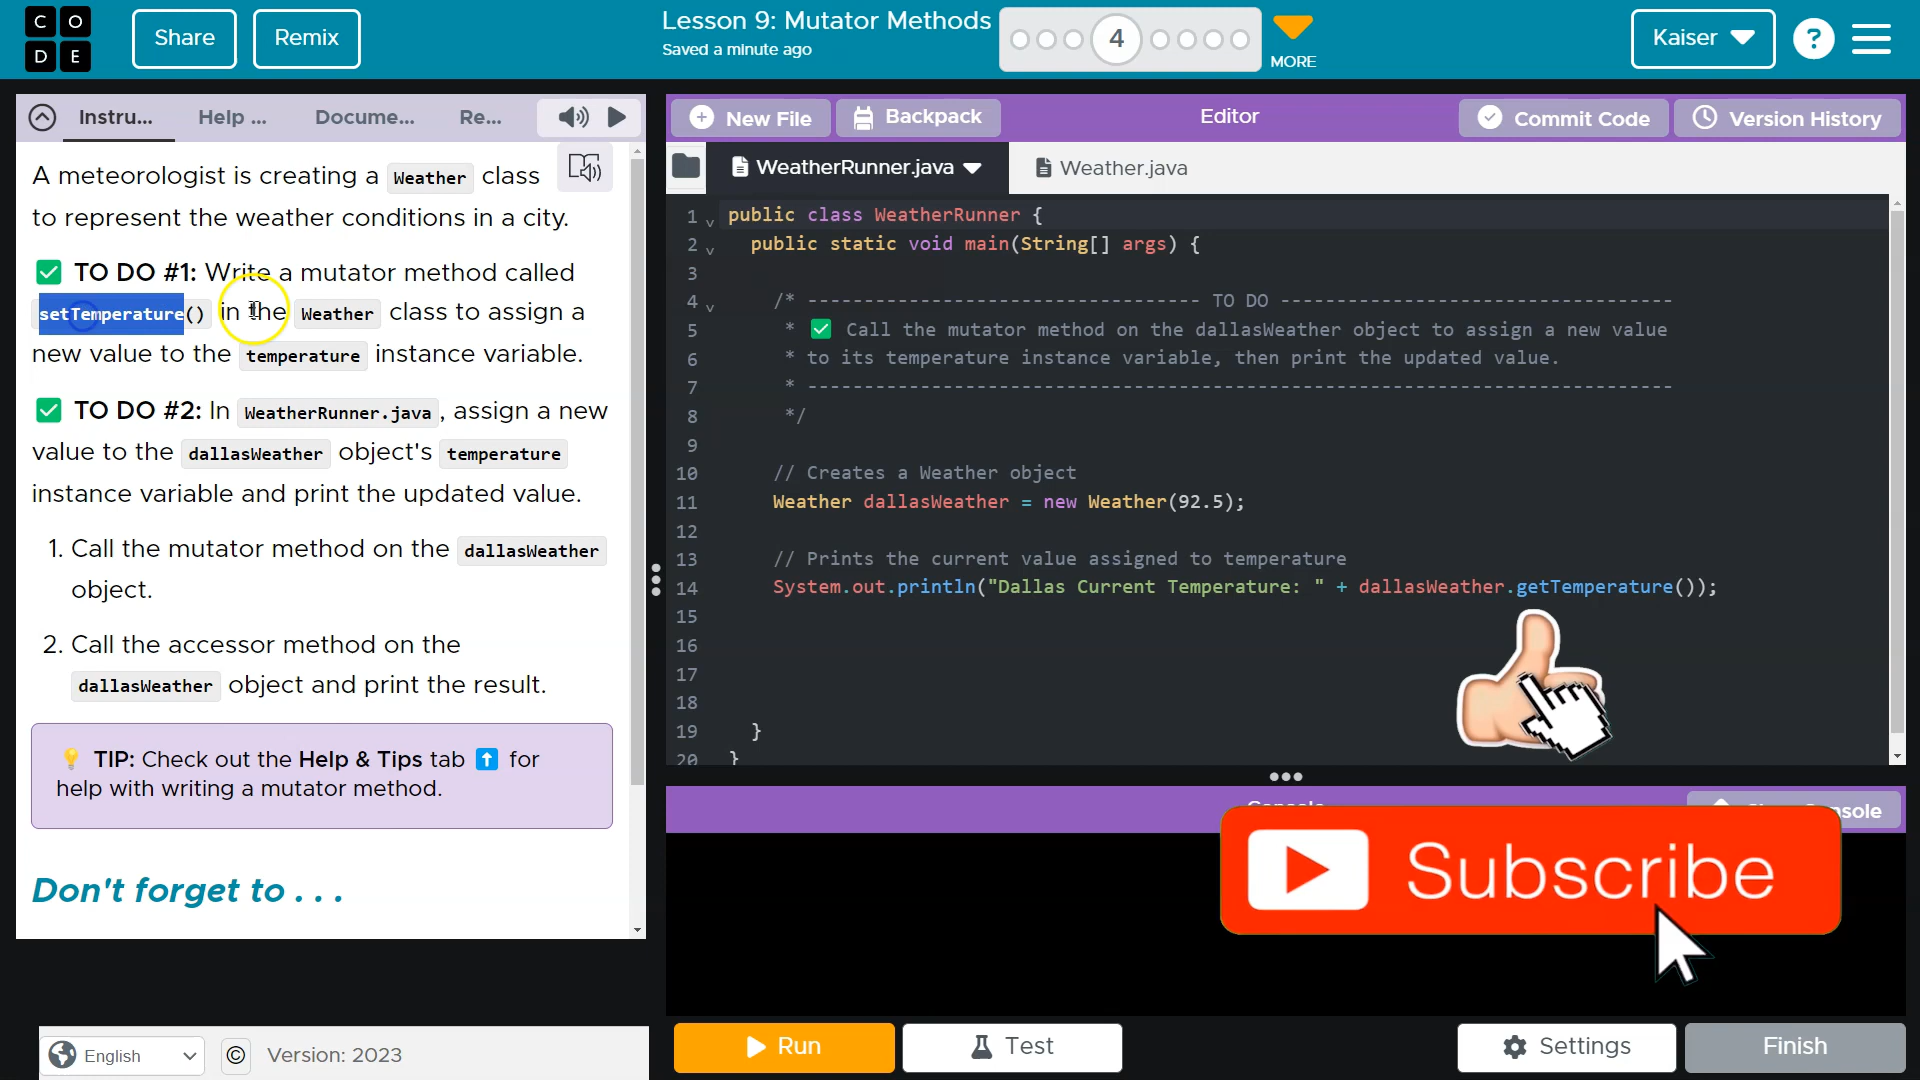 CODE
Share
Remix
Lesson 9: Mutator Methods
Saved a minute ago
4
MORE
Kaiser
?
Instru...
Help ...
Docume...
Re...
A meteorologist is creating a Weather class
to represent the weather conditions in a city.
✅ TO DO #1: Write a mutator method called
setTemperature() in the Weather class to assign a
new value to the temperature instance variable.
✅ TO DO #2: In WeatherRunner.java, assign a new
value to the dallasWeather object's temperature
instance variable and print the updated value.
1. Call the mutator method on the dallasWeather
object.
2. Call the accessor method on the
dallasWeather object and print the result.
💡 TIP: Check out the Help & Tips tab ⬆ for
help with writing a mutator method.
Don't forget to . . .
English
© Version: 2023
New File
Backpack
Editor
Commit Code
Version History
WeatherRunner.java
Weather.java
1 public class WeatherRunner {
2 public static void main(String[] args) {
3
4 /* ----------------------------------- TO DO -----------------------------------
5 * ✅ Call the mutator method on the dallasWeather object to assign a new value
6 * to its temperature instance variable, then print the updated value.
7 * -----------------------------------------------------------------------------
8 */
9
10 // Creates a Weather object
11 Weather dallasWeather = new Weather(92.5);
12
13 // Prints the current value assigned to temperature
14 System.out.println("Dallas Current Temperature: " + dallasWeather.getTemperature());
15
16
17
18
19 }
20 }
Console
Subscribe
Run
Test
Settings
Finish